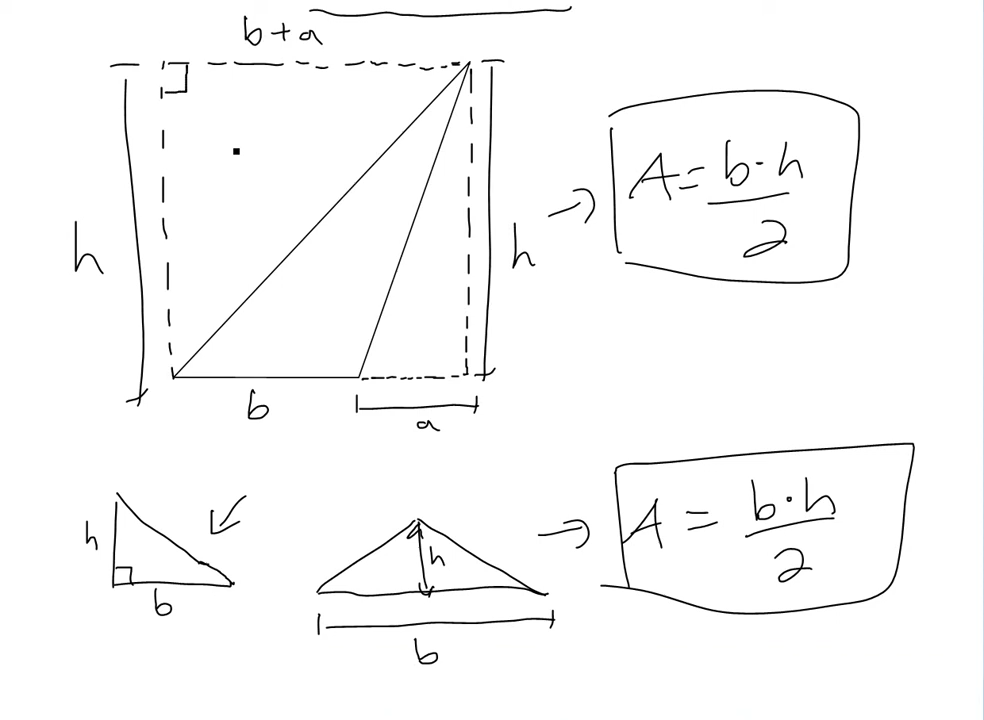 b+a
h
h
→ A = b·h / 2
b
a
h
b
h
b
→ A = b·h / 2